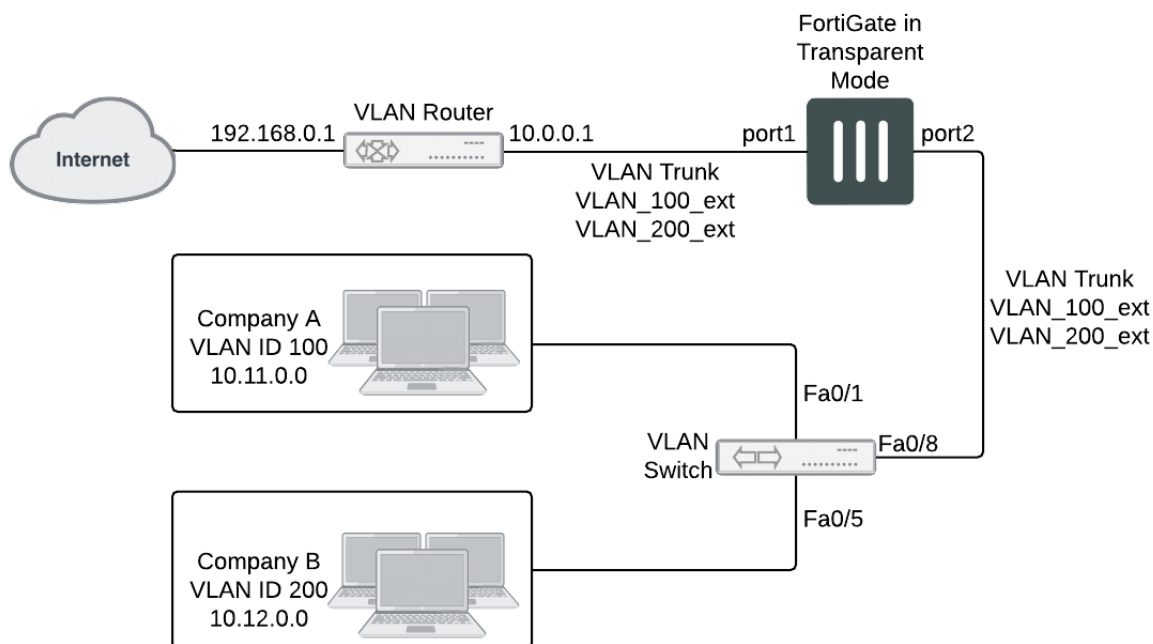 FortiGate in
Transparent
Mode
VLAN Router
192.168.0.1
10.0.0.1
port1
port2
Internet
VLAN Trunk
VLAN_100_ext
VLAN_200_ext
VLAN Trunk
VLAN_100_ext
VLAN_200_ext
Company A
VLAN ID 100
10.11.0.0
Fa0/1
VLAN
Switch
Fa0/8
Fa0/5
Company B
VLAN ID 200
10.12.0.0